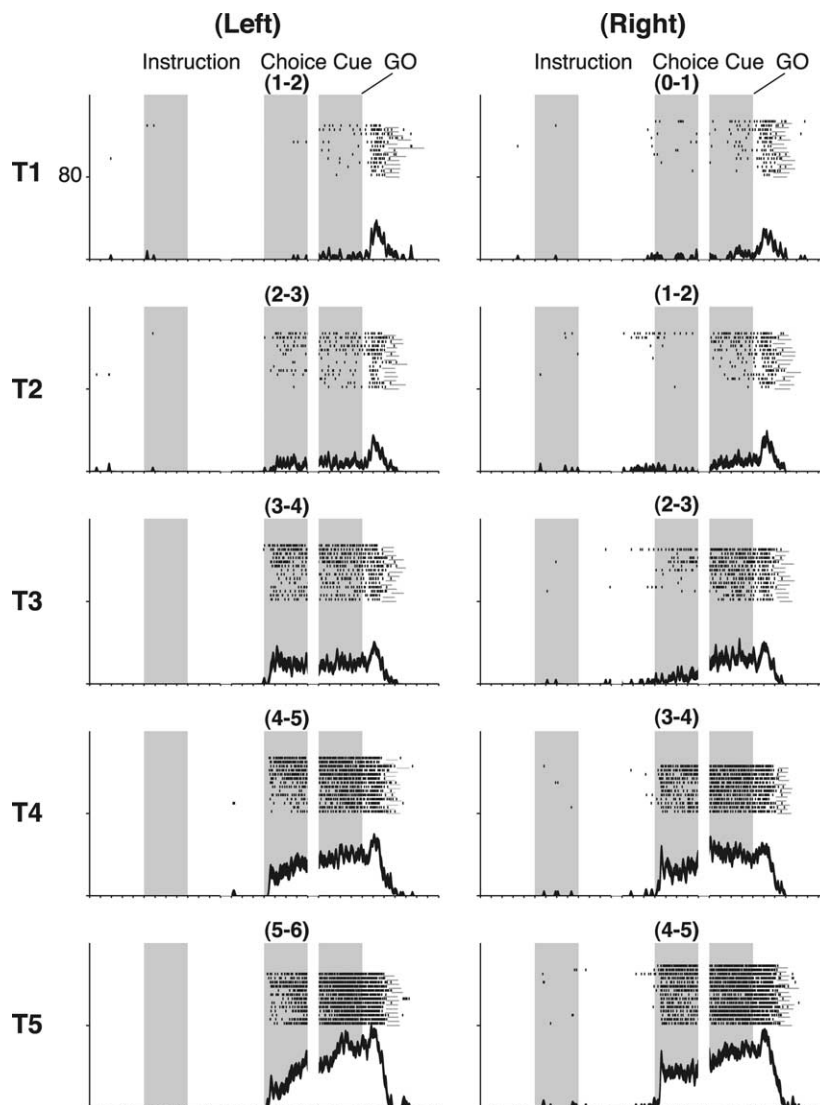 (Left) (Right)
Instruction Choice Cue GO Instruction Choice Cue GO
(1-2) (0-1)
T1 80
(2-3) (1-2)
T2
(3-4) (2-3)
T3
(4-5) (3-4)
T4
(5-6) (4-5)
T5